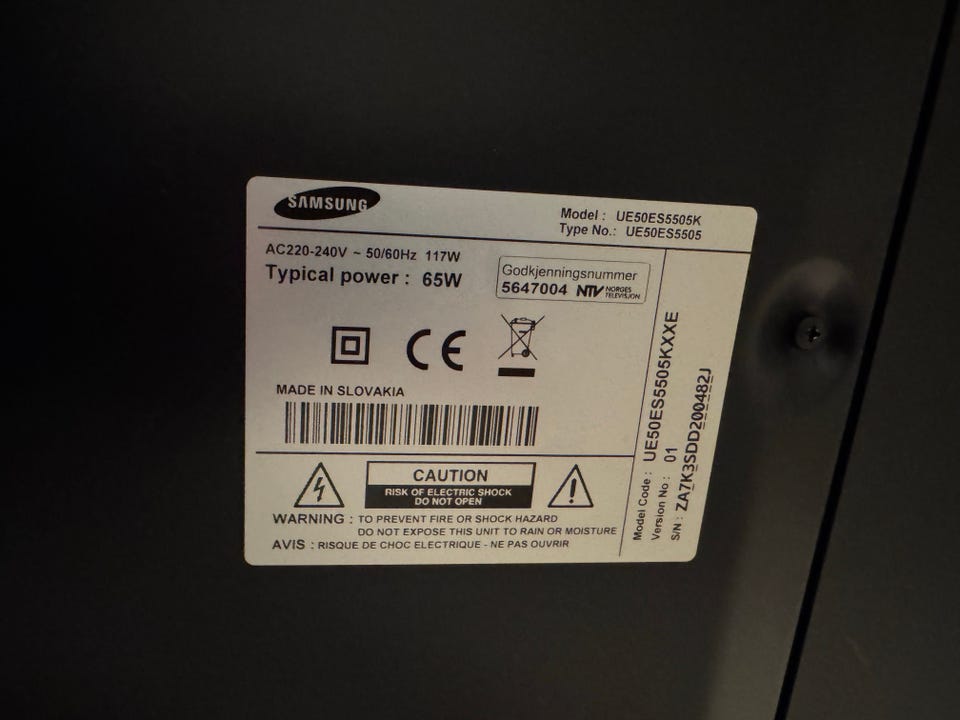 SAMSUNG
Model : UE50ES5505K
Type No.: UE50ES5505
AC220-240V ~ 50/60Hz 117W
Typical power : 65W
Godkjenningsnummer
5647004 NTV NORGES
TELEVISJON
CE
MADE IN SLOVAKIA
CAUTION
RISK OF ELECTRIC SHOCK
DO NOT OPEN
WARNING : TO PREVENT FIRE OR SHOCK HAZARD
DO NOT EXPOSE THIS UNIT TO RAIN OR MOISTURE
AVIS : RISQUE DE CHOC ELECTRIQUE - NE PAS OUVRIR
Model Code : UE50ES5505KXXE
Version No : 01
S/N : ZA7K3SDD200482J